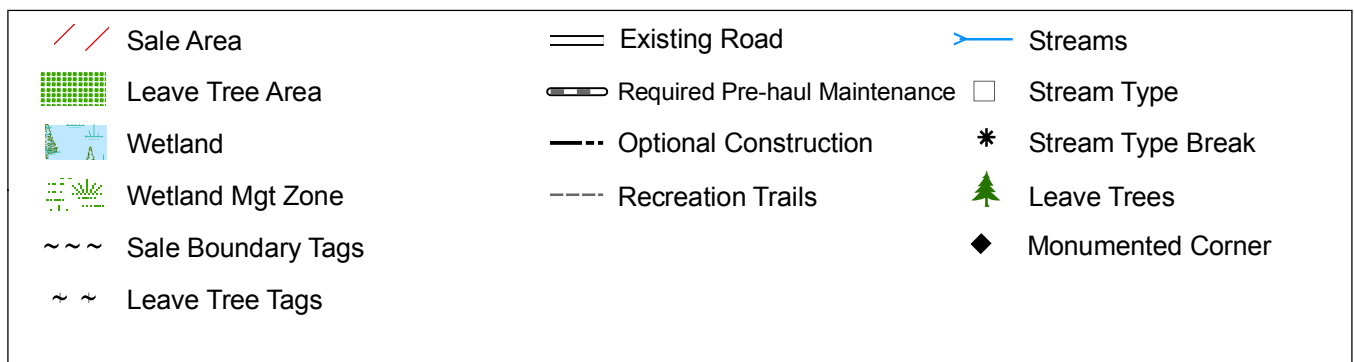 Sale Area
Leave Tree Area
Wetland
Wetland Mgt Zone
Sale Boundary Tags
Leave Tree Tags
Existing Road
Required Pre-haul Maintenance
Optional Construction
Recreation Trails
Streams
Stream Type
Stream Type Break
Leave Trees
Monumented Corner